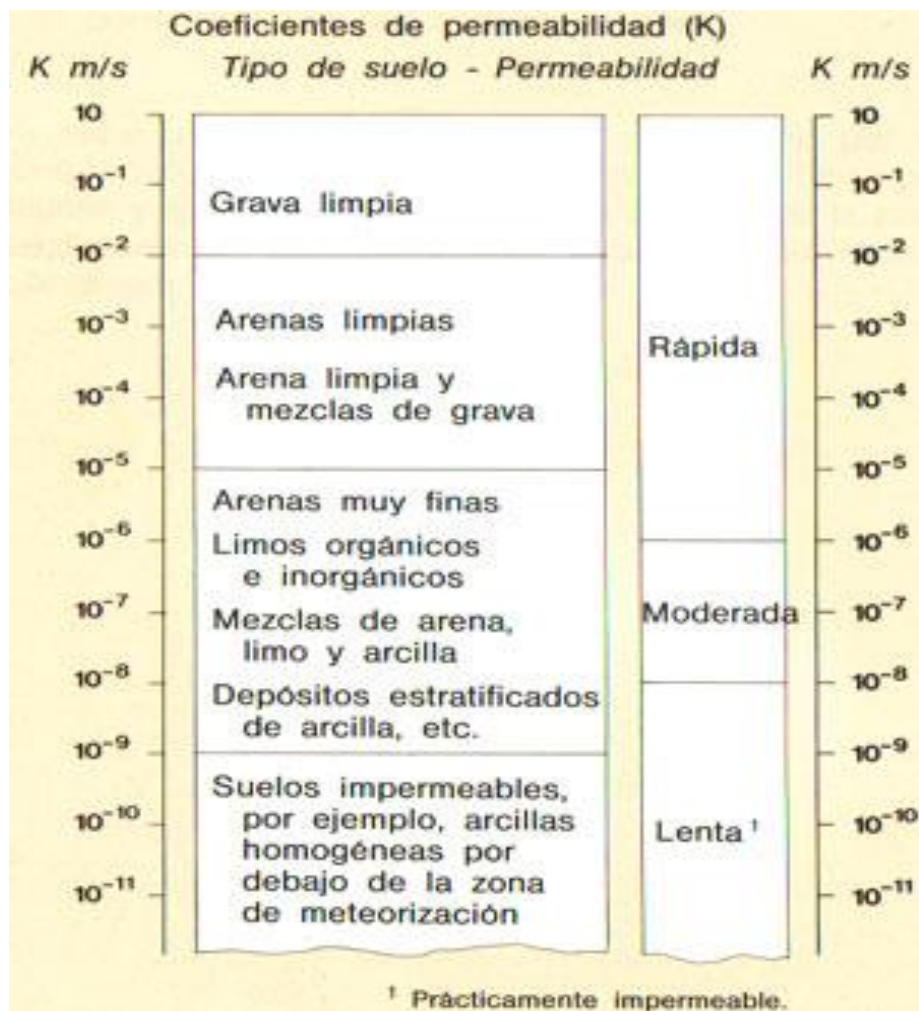 Coeficientes de permeabilidad (K)
K m/s Tipo de suelo - Permeabilidad K m/s
10 10
10⁻¹ 10⁻¹
Grava limpia
10⁻² 10⁻²
Arenas limpias
10⁻³ 10⁻³
Rápida
Arena limpia y
10⁻⁴ mezclas de grava 10⁻⁴
10⁻⁵ 10⁻⁵
Arenas muy finas
10⁻⁶ 10⁻⁶
Limos orgánicos
e inorgánicos
10⁻⁷ Moderada 10⁻⁷
Mezclas de arena,
limo y arcilla
10⁻⁸ 10⁻⁸
Depósitos estratificados
de arcilla, etc.
10⁻⁹ 10⁻⁹
Suelos impermeables,
10⁻¹⁰ por ejemplo, arcillas Lenta † 10⁻¹⁰
homogéneas por
10⁻¹¹ debajo de la zona 10⁻¹¹
de meteorización
† Prácticamente impermeable.